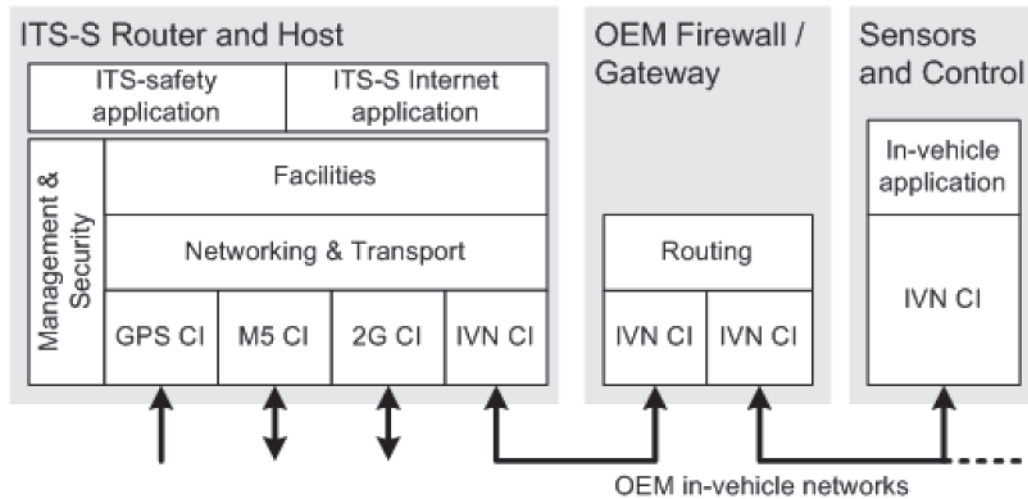 ITS-S Router and Host
ITS-safety
application
ITS-S Internet
application
Management &
Security
Facilities
Networking & Transport
GPS CI
M5 CI
2G CI
IVN CI
OEM Firewall /
Gateway
Routing
IVN CI
IVN CI
Sensors
and Control
In-vehicle
application
IVN CI
OEM in-vehicle networks